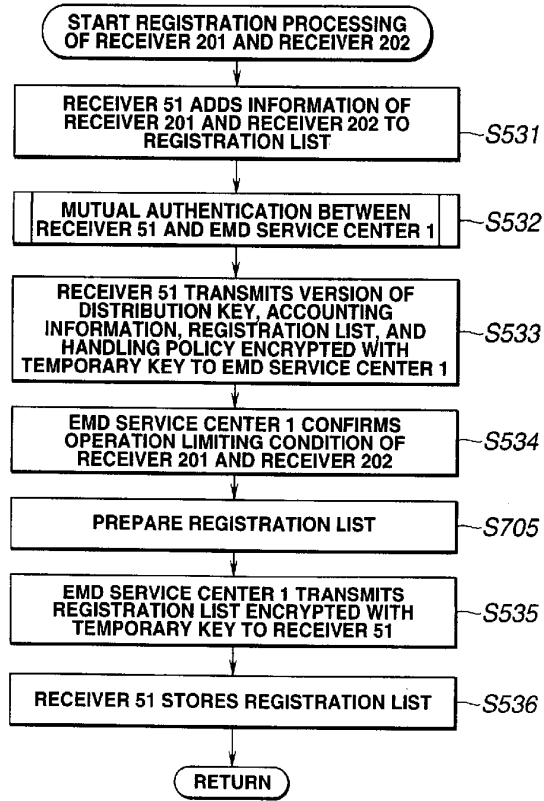 START REGISTRATION PROCESSING
OF RECEIVER 201 AND RECEIVER 202
RECEIVER 51 ADDS INFORMATION OF
RECEIVER 201 AND RECEIVER 202 TO
REGISTRATION LIST
S531
MUTUAL AUTHENTICATION BETWEEN
RECEIVER 51 AND EMD SERVICE CENTER 1
S532
RECEIVER 51 TRANSMITS VERSION OF
DISTRIBUTION KEY, ACCOUNTING
INFORMATION, REGISTRATION LIST, AND
HANDLING POLICY ENCRYPTED WITH
TEMPORARY KEY TO EMD SERVICE CENTER 1
S533
EMD SERVICE CENTER 1 CONFIRMS
OPERATION LIMITING CONDITION OF
RECEIVER 201 AND RECEIVER 202
S534
PREPARE REGISTRATION LIST
S705
EMD SERVICE CENTER 1 TRANSMITS
REGISTRATION LIST ENCRYPTED WITH
TEMPORARY KEY TO RECEIVER 51
S535
RECEIVER 51 STORES REGISTRATION LIST
S536
RETURN